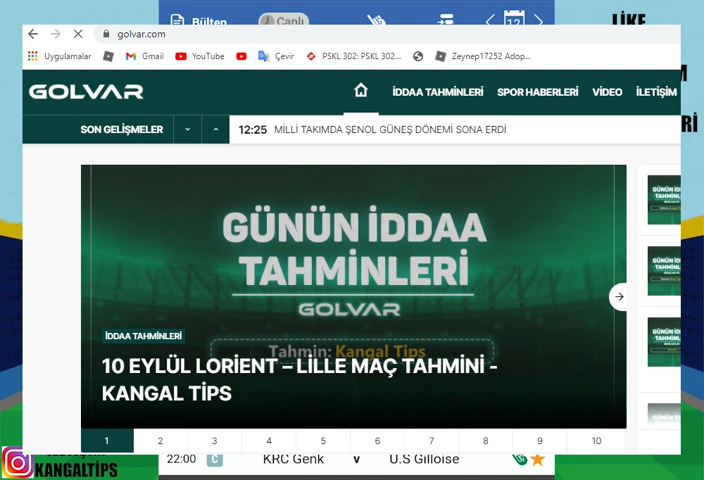 Bülten
Canlı
12
LİKE
golvar.com
Uygulamalar
Gmail
YouTube
Çevir
PSKL 302: PSKL 302...
Zeynep17252 Adop...
GOLVAR
İDDAA TAHMİNLERİ
SPOR HABERLERİ
VİDEO
İLETİŞİM
SON GELİŞMELER
12:25 MİLLİ TAKIMDA ŞENOL GÜNEŞ DÖNEMİ SONA ERDİ
GÜNÜN İDDAA
TAHMİNLERİ
GOLVAR
İDDAA TAHMİNLERİ
Tahmin: Kangal Tips
10 EYLÜL LORIENT – LİLLE MAÇ TAHMİNİ -
KANGAL TİPS
1 2 3 4 5 6 7 8 9 10
22:00 C KRC Genk v U.S Gilloise
KANGALTİPS